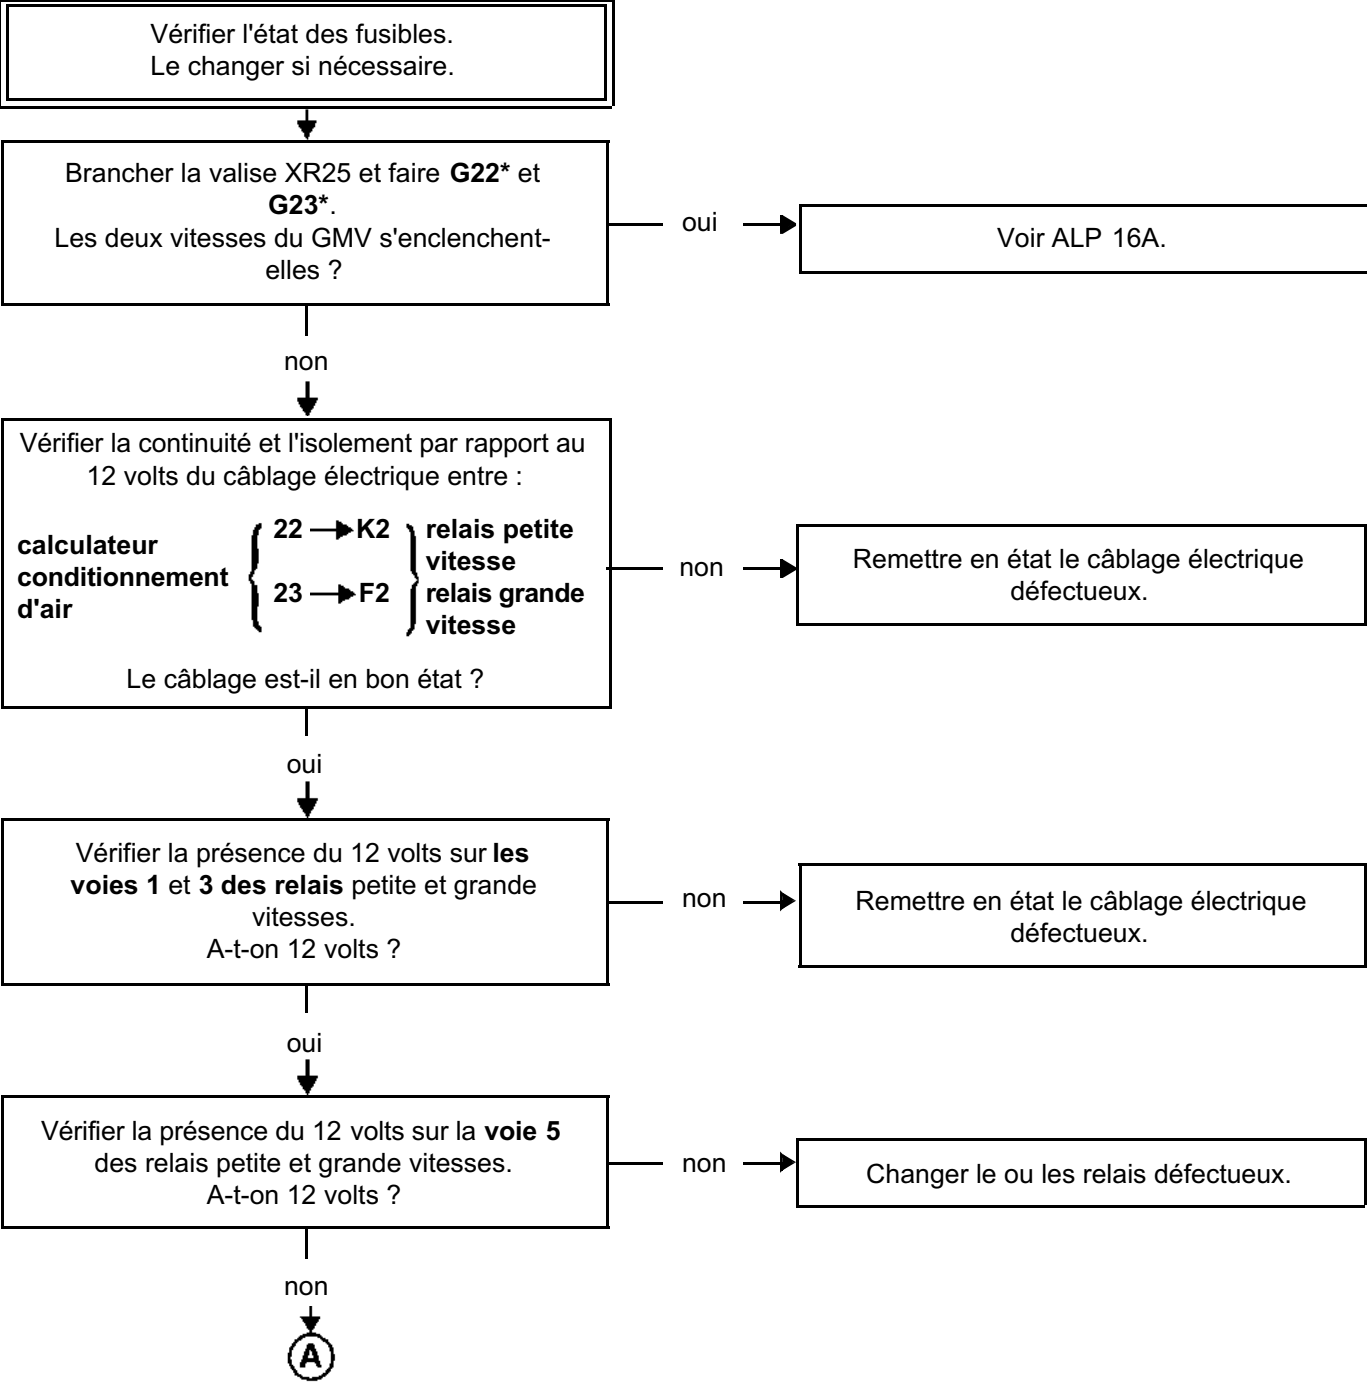 Vérifier l'état des fusibles.
Le changer si nécessaire.
Brancher la valise XR25 et faire G22* et
G23*.
Les deux vitesses du GMV s'enclenchent-
elles ?
oui
Voir ALP 16A.
non
Vérifier la continuité et l'isolement par rapport au
12 volts du câblage électrique entre :
calculateur
conditionnement
d'air
22 K2
23 F2
relais petite
vitesse
relais grande
vitesse
Le câblage est-il en bon état ?
non
Remettre en état le câblage électrique
défectueux.
oui
Vérifier la présence du 12 volts sur les
voies 1 et 3 des relais petite et grande
vitesses.
A-t-on 12 volts ?
non
Remettre en état le câblage électrique
défectueux.
oui
Vérifier la présence du 12 volts sur la voie 5
des relais petite et grande vitesses.
A-t-on 12 volts ?
non
Changer le ou les relais défectueux.
non
A